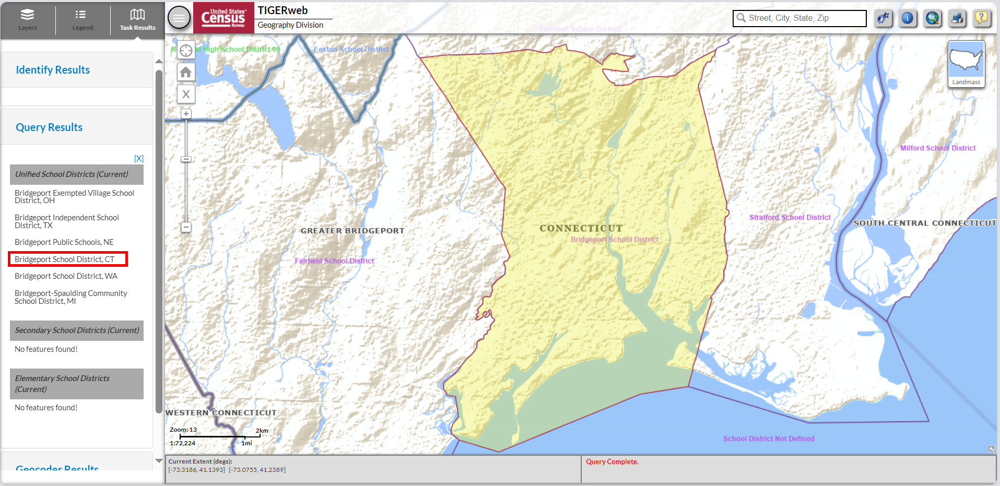 Layers
Legend
Task Results
United States™
Census
Bureau
TIGERweb
Geography Division
Street, City, State, Zip
Landmass
Identify Results
Query Results
[X]
Unified School Districts (Current)
Bridgeport Exempted Village School
District, OH
Bridgeport Independent School
District, TX
Bridgeport Public Schools, NE
Bridgeport School District, CT
Bridgeport School District, WA
Bridgeport-Spaulding Community
School District, MI
Secondary School Districts (Current)
No features found!
Elementary School Districts
(Current)
No features found!
Geocoder Results
X
Trumbull School District
al High School District 09
Easton School District
Milford School District
Stratford School District
SOUTH CENTRAL CONNECTICUT
GREATER BRIDGEPORT
CONNECTICUT
Bridgeport School District
Fairfield School District
WESTERN CONNECTICUT
School District Not Defined
Zoom: 13
2km
1:72,224
1mi
Current Extent (degs):
[-73.3186, 41.1393] [-73.0755, 41.2389]
Query Complete.